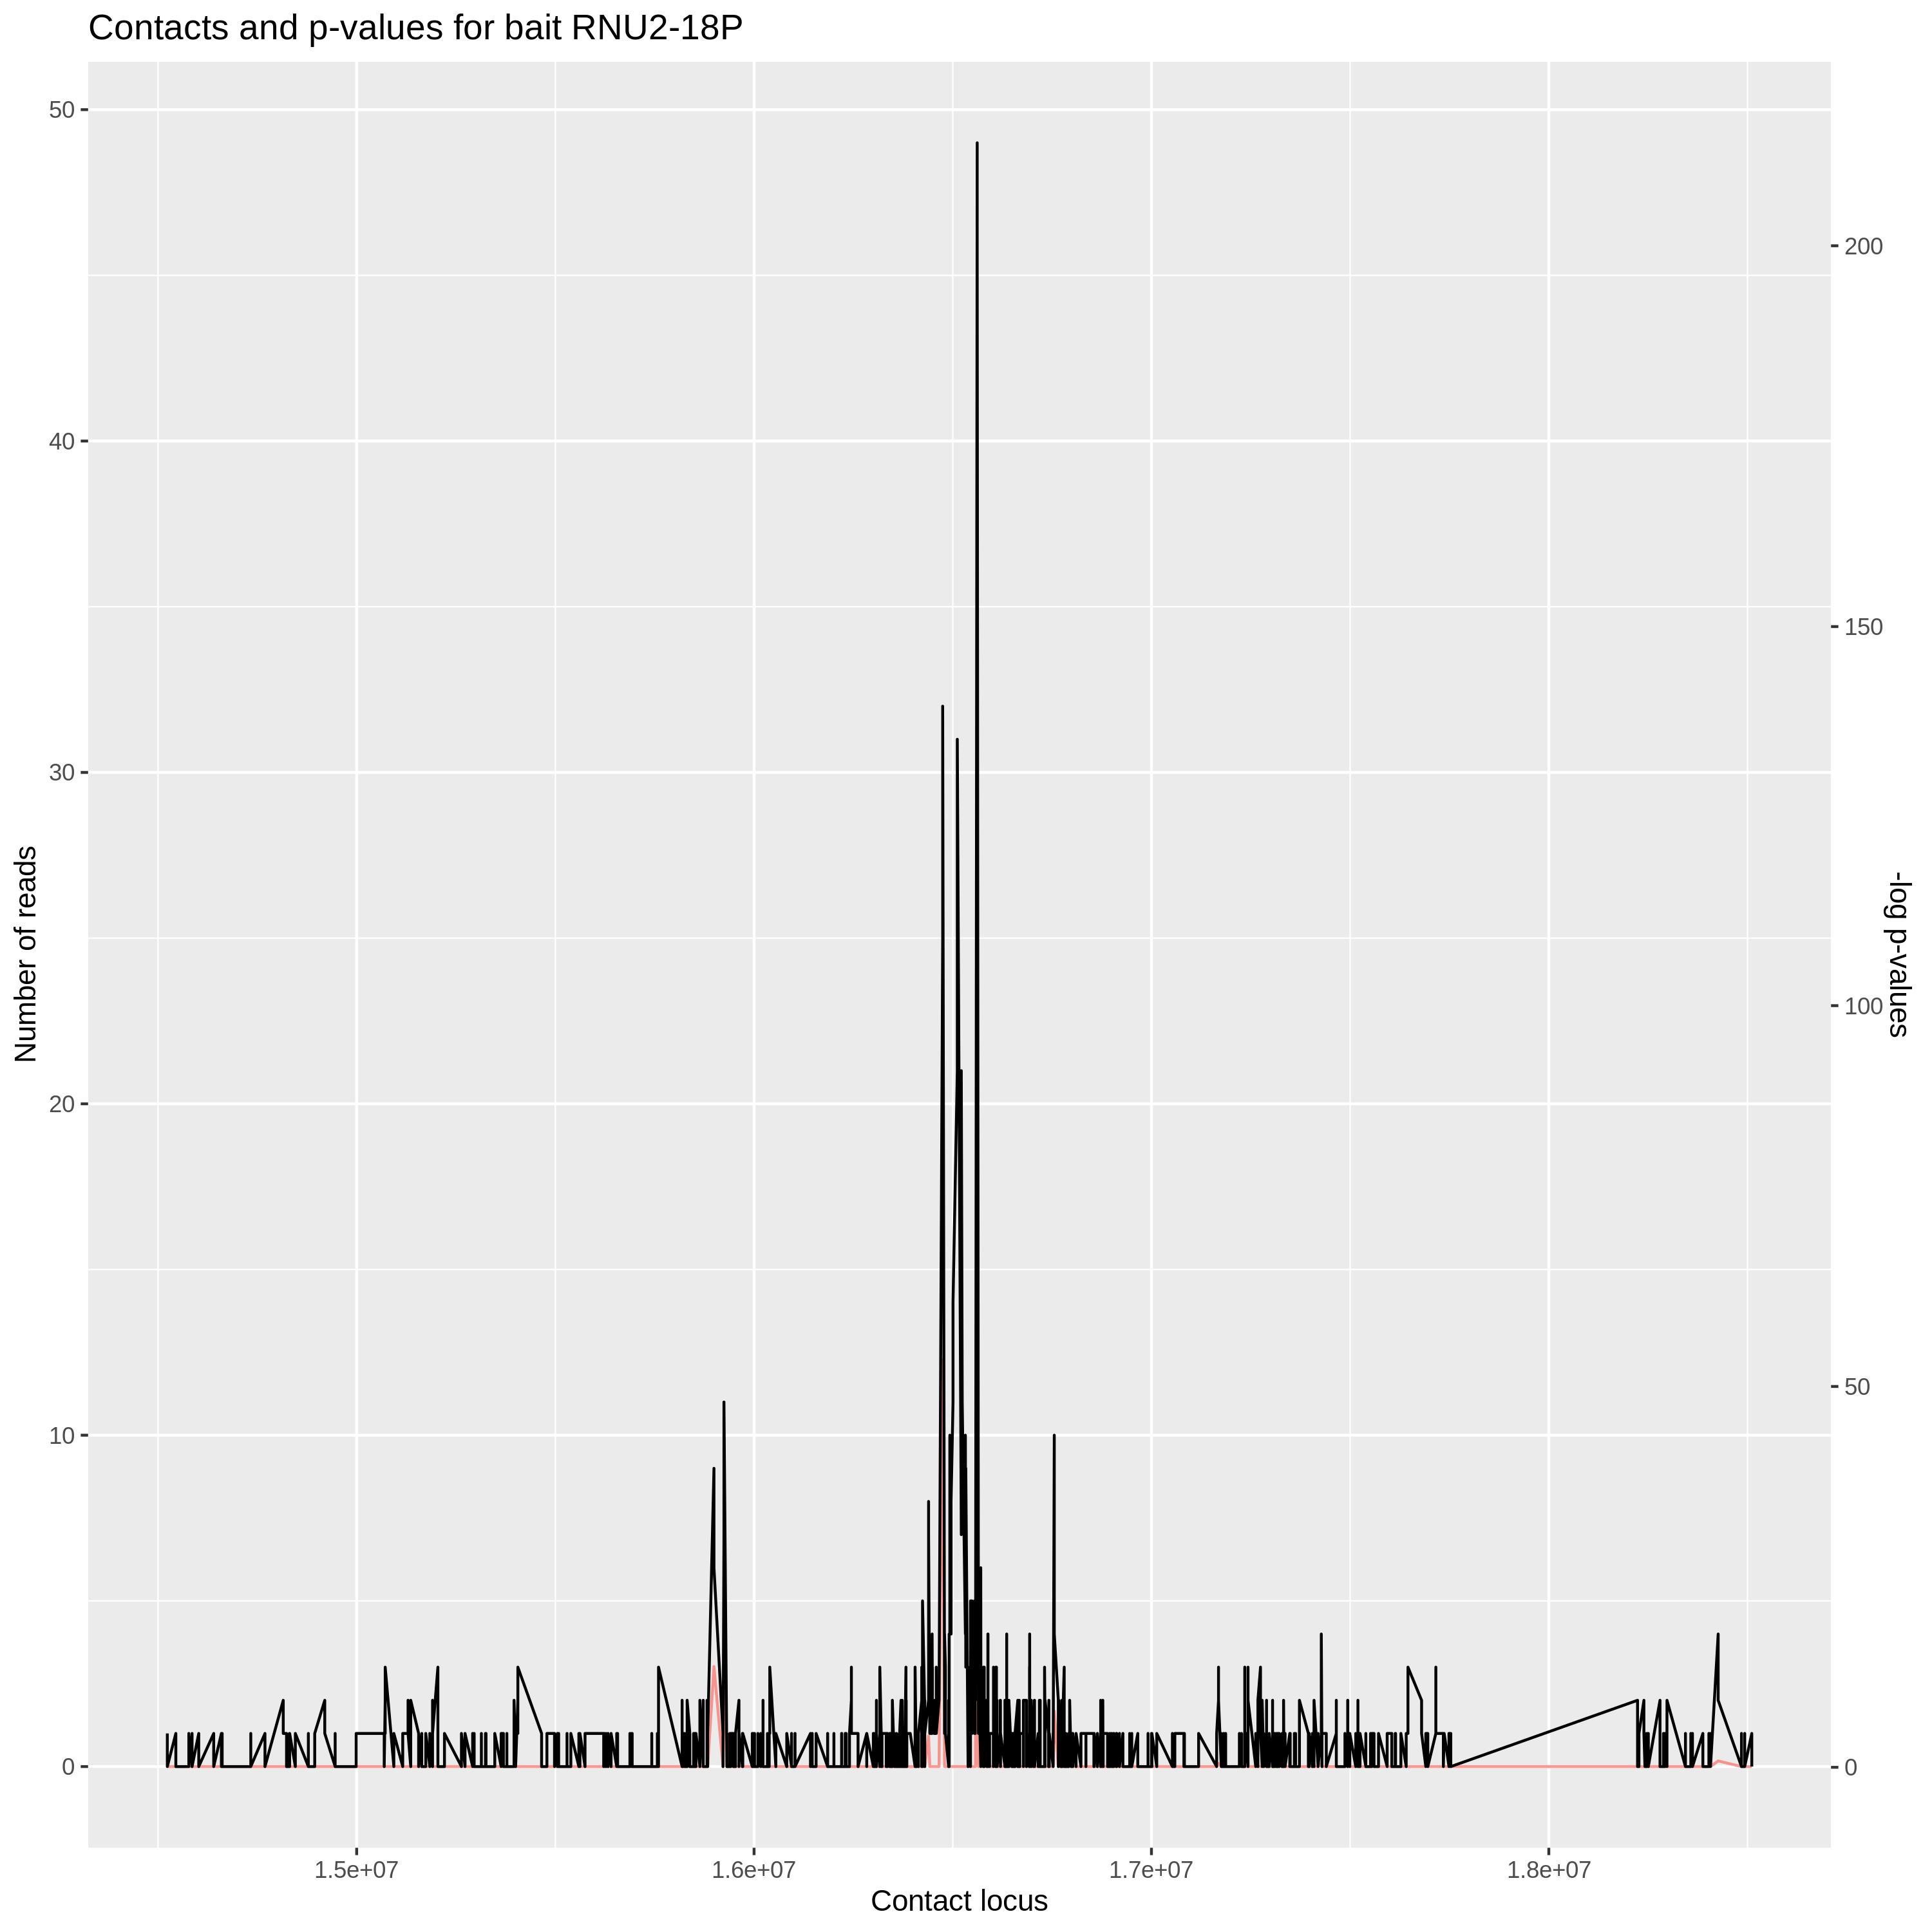 Contacts and p-values for bait RNU2-18P
50
40
30
20
10
0
Number of reads
200
150
100
50
0
-log p-values
1.5e+07
1.6e+07
1.7e+07
1.8e+07
Contact locus